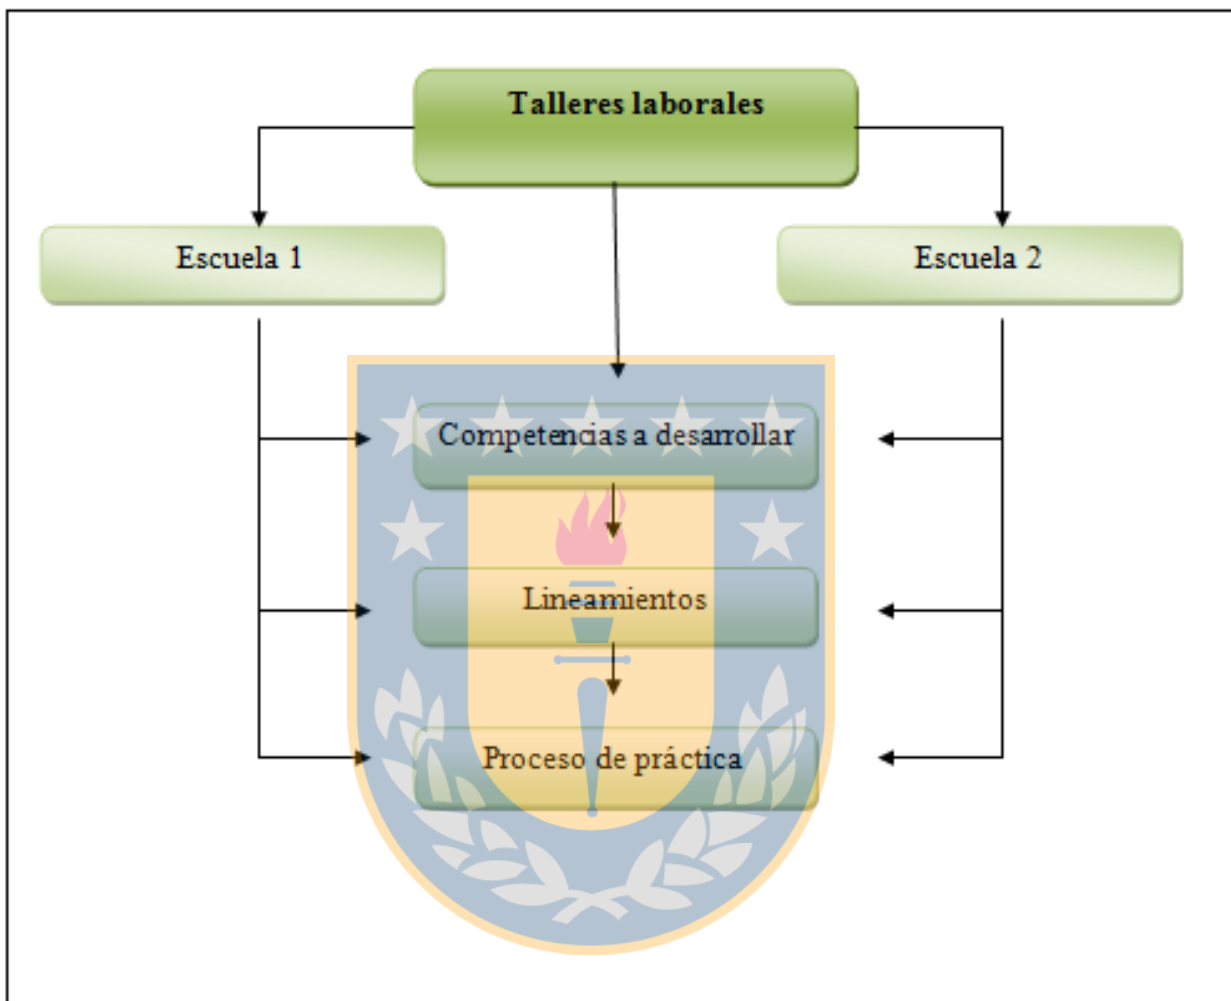 Talleres laborales
Escuela 1
Escuela 2
Competencias a desarrollar
Lineamientos
Proceso de práctica